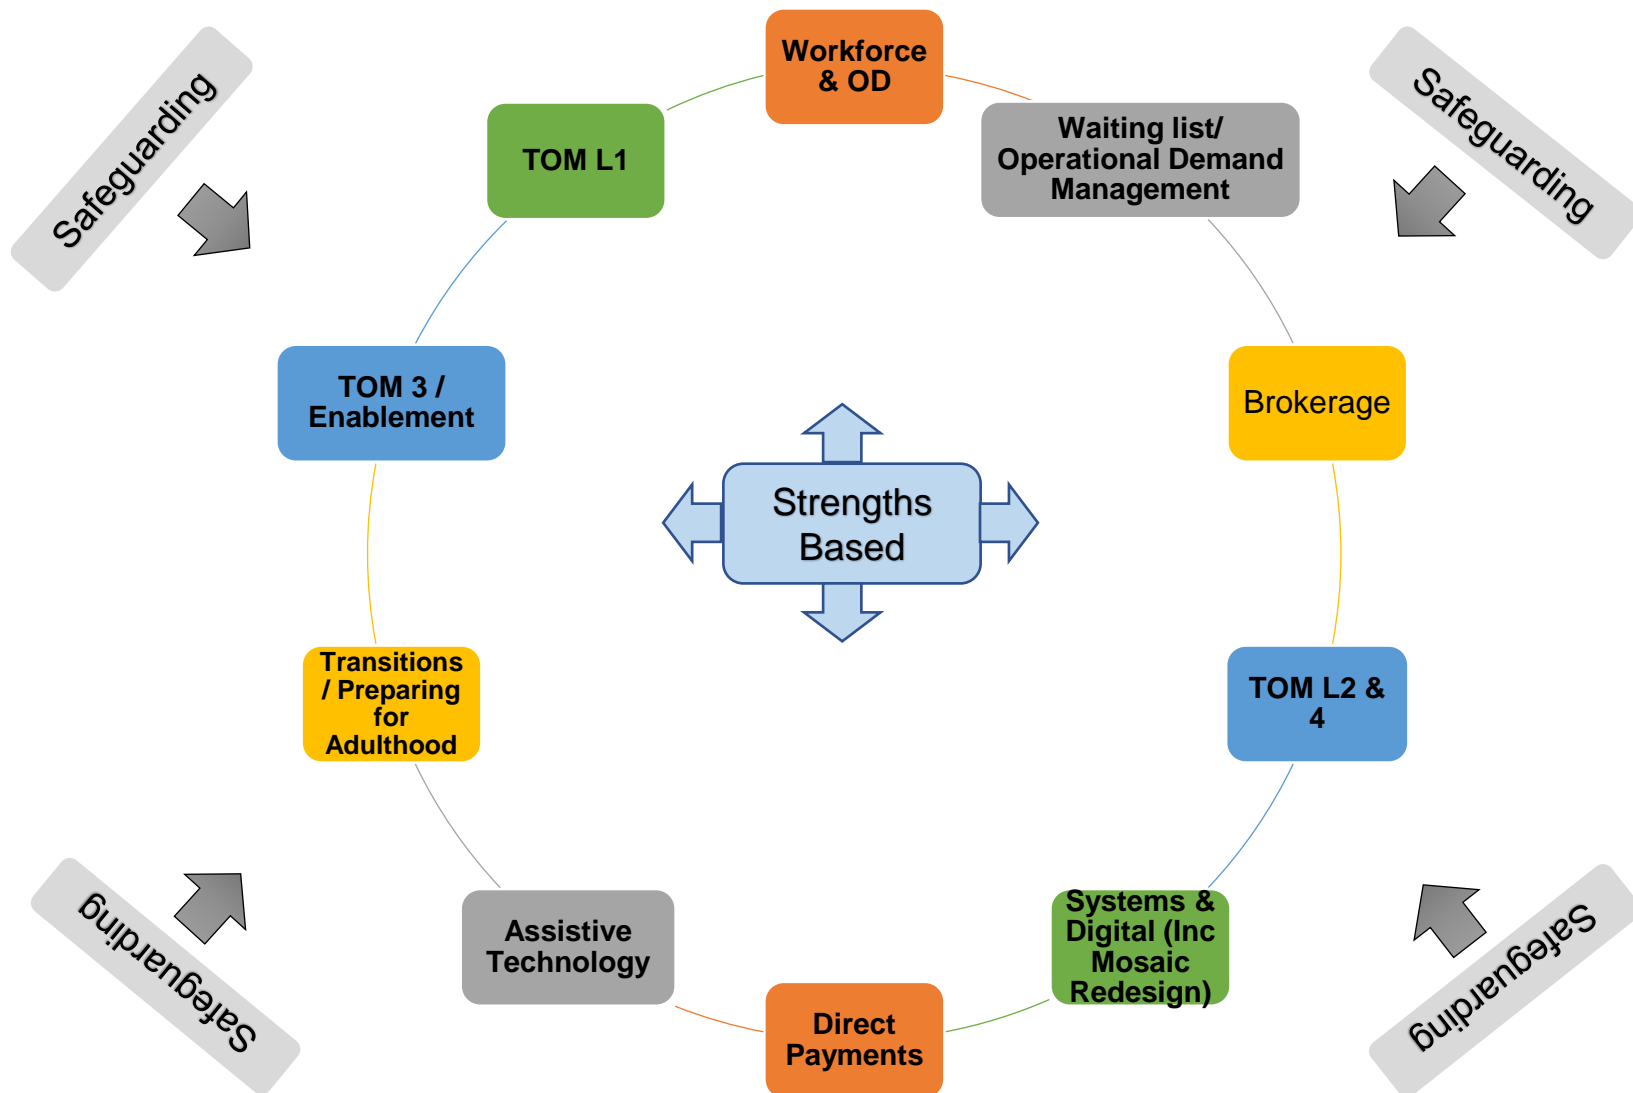 Workforce
& OD
Safeguarding
Safeguarding
TOM L1
Waiting list/
Operational Demand
Management
TOM 3 /
Enablement
Brokerage
Strengths
Based
Transitions
/ Preparing
for
Adulthood
TOM L2 &
4
Assistive
Technology
Systems &
Digital (Inc
Mosaic
Redesign)
Safeguarding
Safeguarding
Direct
Payments